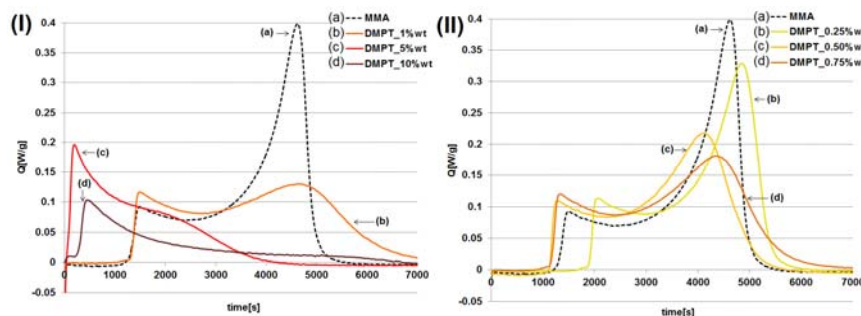 (I)
(a) MMA
(b) DMPT_1%wt
(c) DMPT_5%wt
(d) DMPT_10%wt
0.4
0.35
0.3
0.25
0.2
0.15
0.1
0.05
0
-0.05
Q[W/g]
(a)
(c)
(d)
(b)
0 1000 2000 3000 4000 5000 6000 7000
time[s]
(II)
(a) MMA
(b) DMPT_0.25%w
(c) DMPT_0.50%w
(d) DMPT_0.75%w
0.4
0.35
0.3
0.25
0.2
0.15
0.1
0.05
0
-0.05
Q[W/g]
(a)
(b)
(c)
(d)
0 1000 2000 3000 4000 5000 6000 7000
time[s]